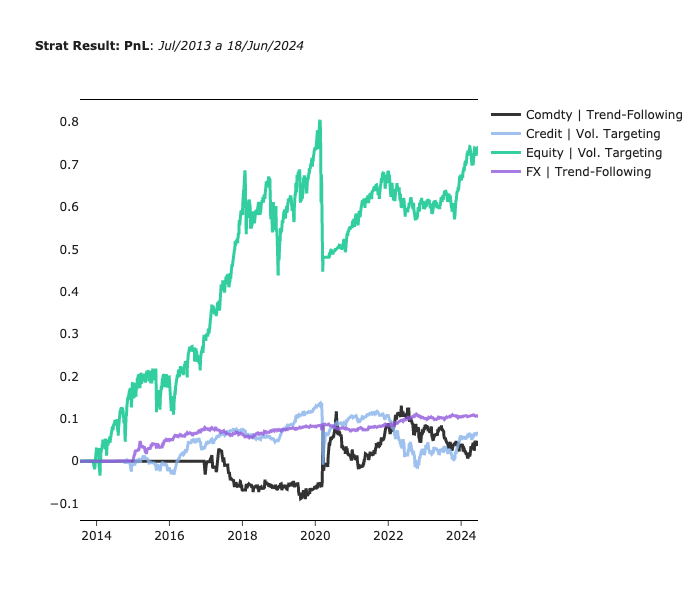 Strat Result: PnL: Jul/2013 a 18/Jun/2024
Comdty | Trend-Following
Credit | Vol. Targeting
Equity | Vol. Targeting
FX | Trend-Following
0.8
0.7
0.6
0.5
0.4
0.3
0.2
0.1
0
−0.1
2014 2016 2018 2020 2022 2024